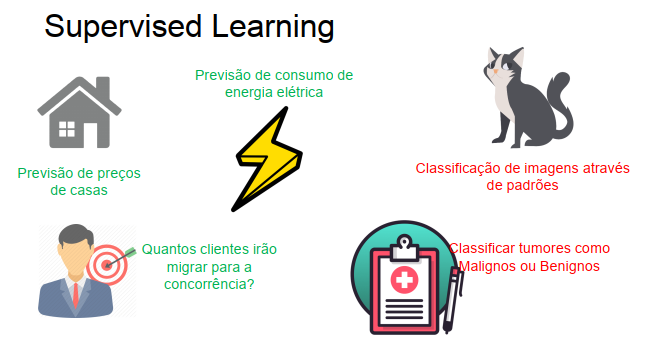 Supervised Learning
Previsão de consumo de
energia elétrica
Previsão de preços
de casas
Classificação de imagens através
de padrões
Quantos clientes irão
migrar para a
concorrência?
Classificar tumores como
Malignos ou Benignos